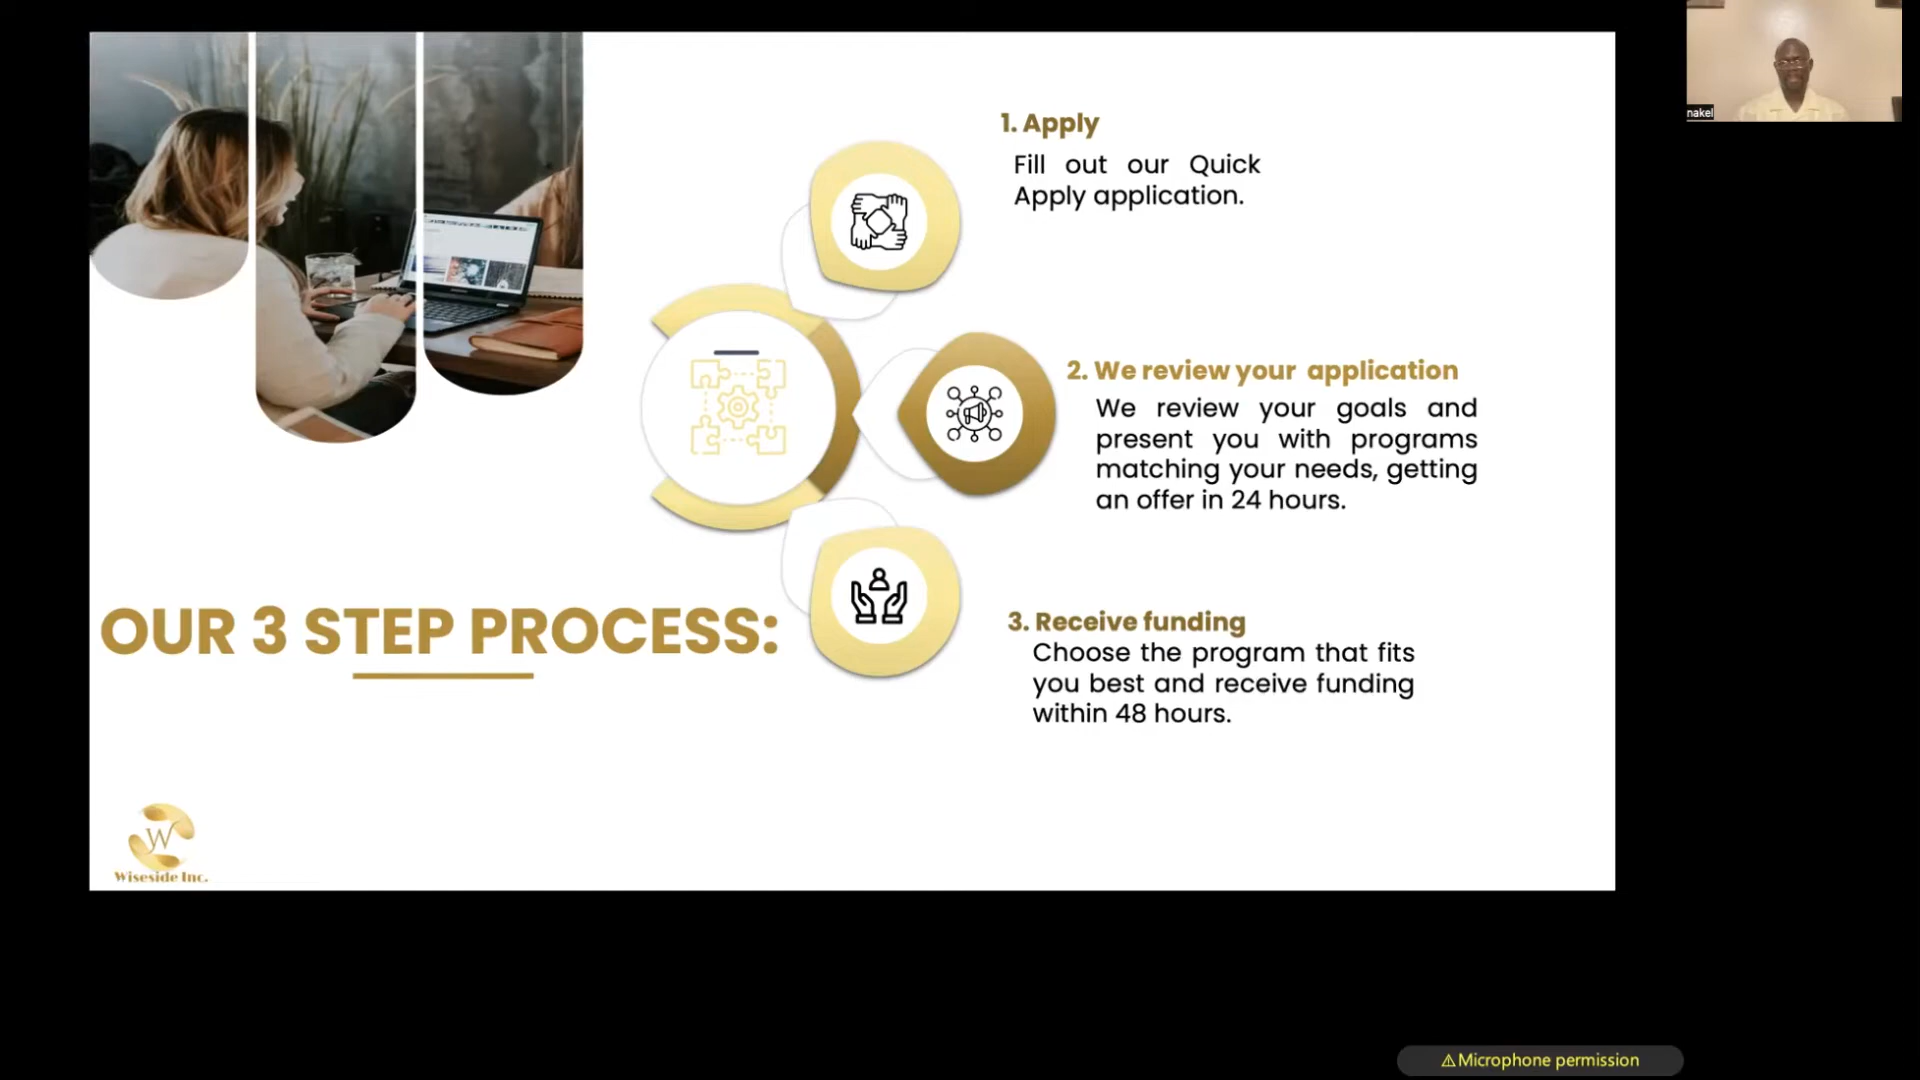 nakel
1. Apply
Fill out our Quick
Apply application.
2. We review your application
We review your goals and
present you with programs
matching your needs, getting
an offer in 24 hours.
OUR 3 STEP PROCESS:
3. Receive funding
Choose the program that fits
you best and receive funding
within 48 hours.
W
Wiseside Inc.
⚠Microphone permission